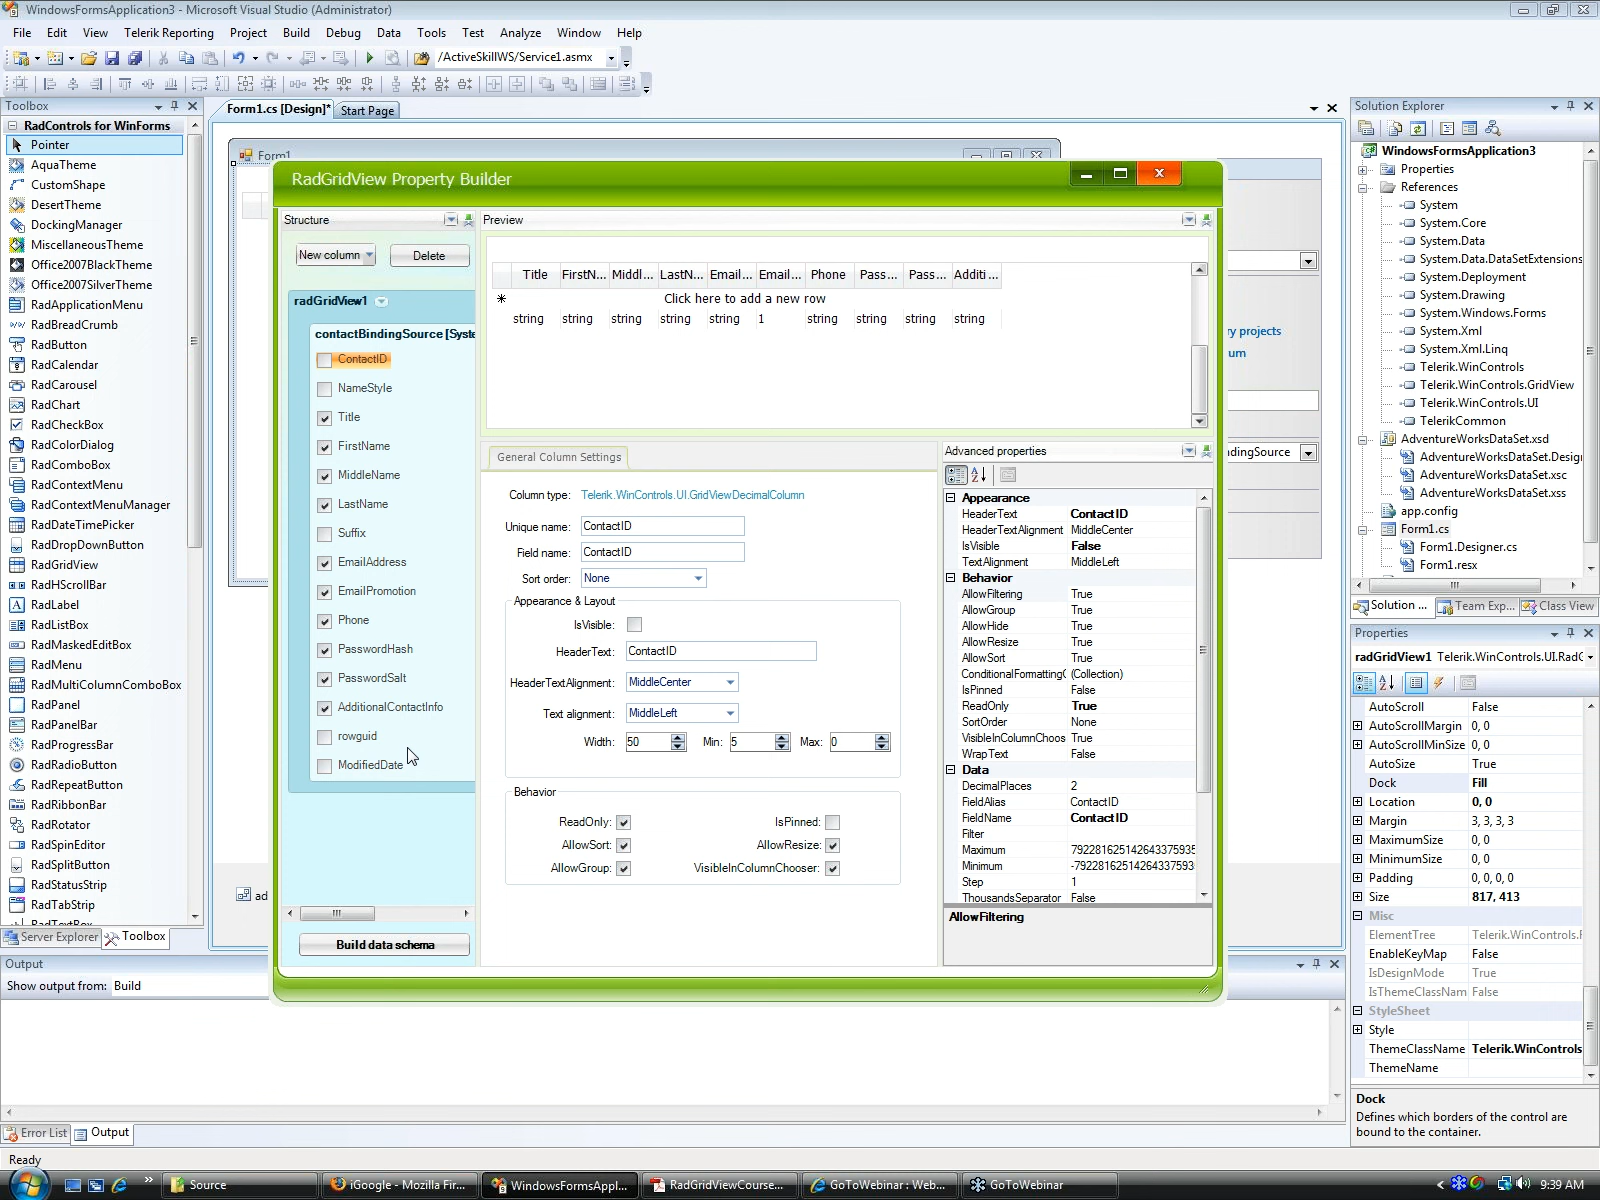 WindowsFormsApplication3 - Microsoft Visual Studio (Administrator)
File Edit View Telerik Reporting Project Build Debug Data Tools Test Analyze Window Help
/ActiveSkillWS/Service1.asmx
Toolbox
RadControls for WinForms
Pointer
AquaTheme
CustomShape
DesertTheme
DockingManager
MiscellaneousTheme
Office2007BlackTheme
Office2007SilverTheme
RadApplicationMenu
RadBreadCrumb
RadButton
RadCalendar
RadCarousel
RadChart
RadCheckBox
RadColorDialog
RadComboBox
RadContextMenu
RadContextMenuManager
RadDateTimePicker
RadDropDownButton
RadGridView
RadHScrollBar
RadLabel
RadListBox
RadMaskedEditBox
RadMenu
RadMultiColumnComboBox
RadPanel
RadPanelBar
RadProgressBar
RadRadioButton
RadRepeatButton
RadRibbonBar
RadRotator
RadSpinEditor
RadSplitButton
RadStatusStrip
RadTabStrip
RadTextBox
Server Explorer Toolbox
Form1.cs [Design]* Start Page
Form1
ry projects
um
dingSource
ad
RadGridView Property Builder
Structure
New column Delete
radGridView1
contactBindingSource [Syste
ContactID
NameStyle
Title
FirstName
MiddleName
LastName
Suffix
EmailAddress
EmailPromotion
Phone
PasswordHash
PasswordSalt
AdditionalContactInfo
rowguid
ModifiedDate
Build data schema
Preview
Title FirstN... Middl... LastN... Email... Email... Phone Pass... Pass... Additi...
Click here to add a new row
string string string string string 1 string string string string
General Column Settings
Column type: Telerik.WinControls.UI.GridViewDecimalColumn
Unique name: ContactID
Field name: ContactID
Sort order: None
Appearance & Layout
IsVisible:
HeaderText: ContactID
HeaderTextAlignment: MiddleCenter
Text alignment: MiddleLeft
Width: 50 Min: 5 Max: 0
Behavior
ReadOnly: IsPinned:
AllowSort: AllowResize:
AllowGroup: VisibleInColumnChooser:
Advanced properties
Appearance
HeaderText ContactID
HeaderTextAlignment MiddleCenter
IsVisible False
TextAlignment MiddleLeft
Behavior
AllowFiltering True
AllowGroup True
AllowHide True
AllowResize True
AllowSort True
ConditionalFormatting( (Collection)
IsPinned False
ReadOnly True
SortOrder None
VisibleInColumnChoos True
WrapText False
Data
DecimalPlaces 2
FieldAlias ContactID
FieldName ContactID
Filter
Maximum 79228162514264337593
Minimum -7922816251426433759
Step 1
ThousandsSeparator False
AllowFiltering
Solution Explorer
WindowsFormsApplication3
Properties
References
System
System.Core
System.Data
System.Data.DataSetExtensions
System.Deployment
System.Drawing
System.Windows.Forms
System.Xml
System.Xml.Linq
Telerik.WinControls
Telerik.WinControls.GridView
Telerik.WinControls.UI
TelerikCommon
AdventureWorksDataSet.xsd
AdventureWorksDataSet.Desig
AdventureWorksDataSet.xsc
AdventureWorksDataSet.xss
app.config
Form1.cs
Form1.Designer.cs
Form1.resx
Solution ... Team Exp... Class View
Properties
radGridView1 Telerik.WinControls.UI.RadG
AutoScroll False
AutoScrollMargin 0, 0
AutoScrollMinSize 0, 0
AutoSize True
Dock Fill
Location 0, 0
Margin 3, 3, 3, 3
MaximumSize 0, 0
MinimumSize 0, 0
Padding 0, 0, 0, 0
Size 817, 413
Misc
ElementTree Telerik.WinControls.F
EnableKeyMap False
IsDesignMode True
IsThemeClassNam False
StyleSheet
Style
ThemeClassName Telerik.WinControls
ThemeName
Dock
Defines which borders of the control are
bound to the container.
Output
Show output from: Build
Error List Output
Ready
Source iGoogle - Mozilla Fir... WindowsFormsAppl... RadGridViewCourse... GoToWebinar : Web... GoToWebinar 9:39 AM